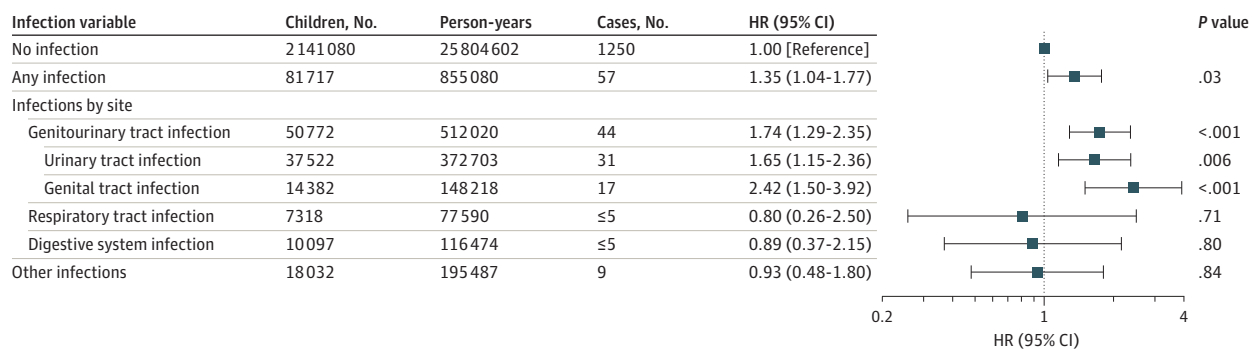 Infection variable Children, No. Person-years Cases, No. HR (95% CI) P value
No infection 2141080 25804602 1250 1.00 [Reference]
Any infection 81717 855080 57 1.35 (1.04-1.77) .03
Infections by site
Genitourinary tract infection 50772 512020 44 1.74 (1.29-2.35) <.001
Urinary tract infection 37522 372703 31 1.65 (1.15-2.36) .006
Genital tract infection 14382 148218 17 2.42 (1.50-3.92) <.001
Respiratory tract infection 7318 77590 ≤5 0.80 (0.26-2.50) .71
Digestive system infection 10097 116474 ≤5 0.89 (0.37-2.15) .80
Other infections 18032 195487 9 0.93 (0.48-1.80) .84
0.2 1 4
HR (95% CI)